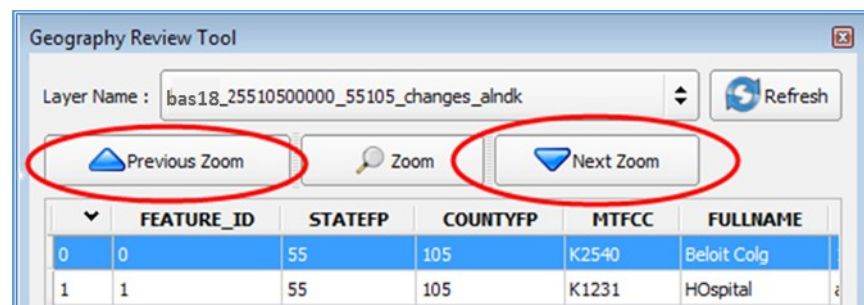 Geography Review Tool
Layer Name : bas18_25510500000_55105_changes_alndk Refresh
Previous Zoom Zoom Next Zoom
FEATURE_ID STATEFP COUNTYFP MTFCC FULLNAME
0 0 55 105 K2540 Beloit Colg
1 1 55 105 K1231 HOspital